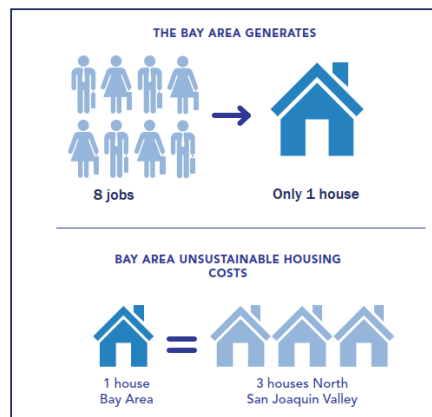 THE BAY AREA GENERATES
8 jobs
Only 1 house
BAY AREA UNSUSTAINABLE HOUSING
COSTS
1 house
Bay Area
3 houses North
San Joaquin Valley